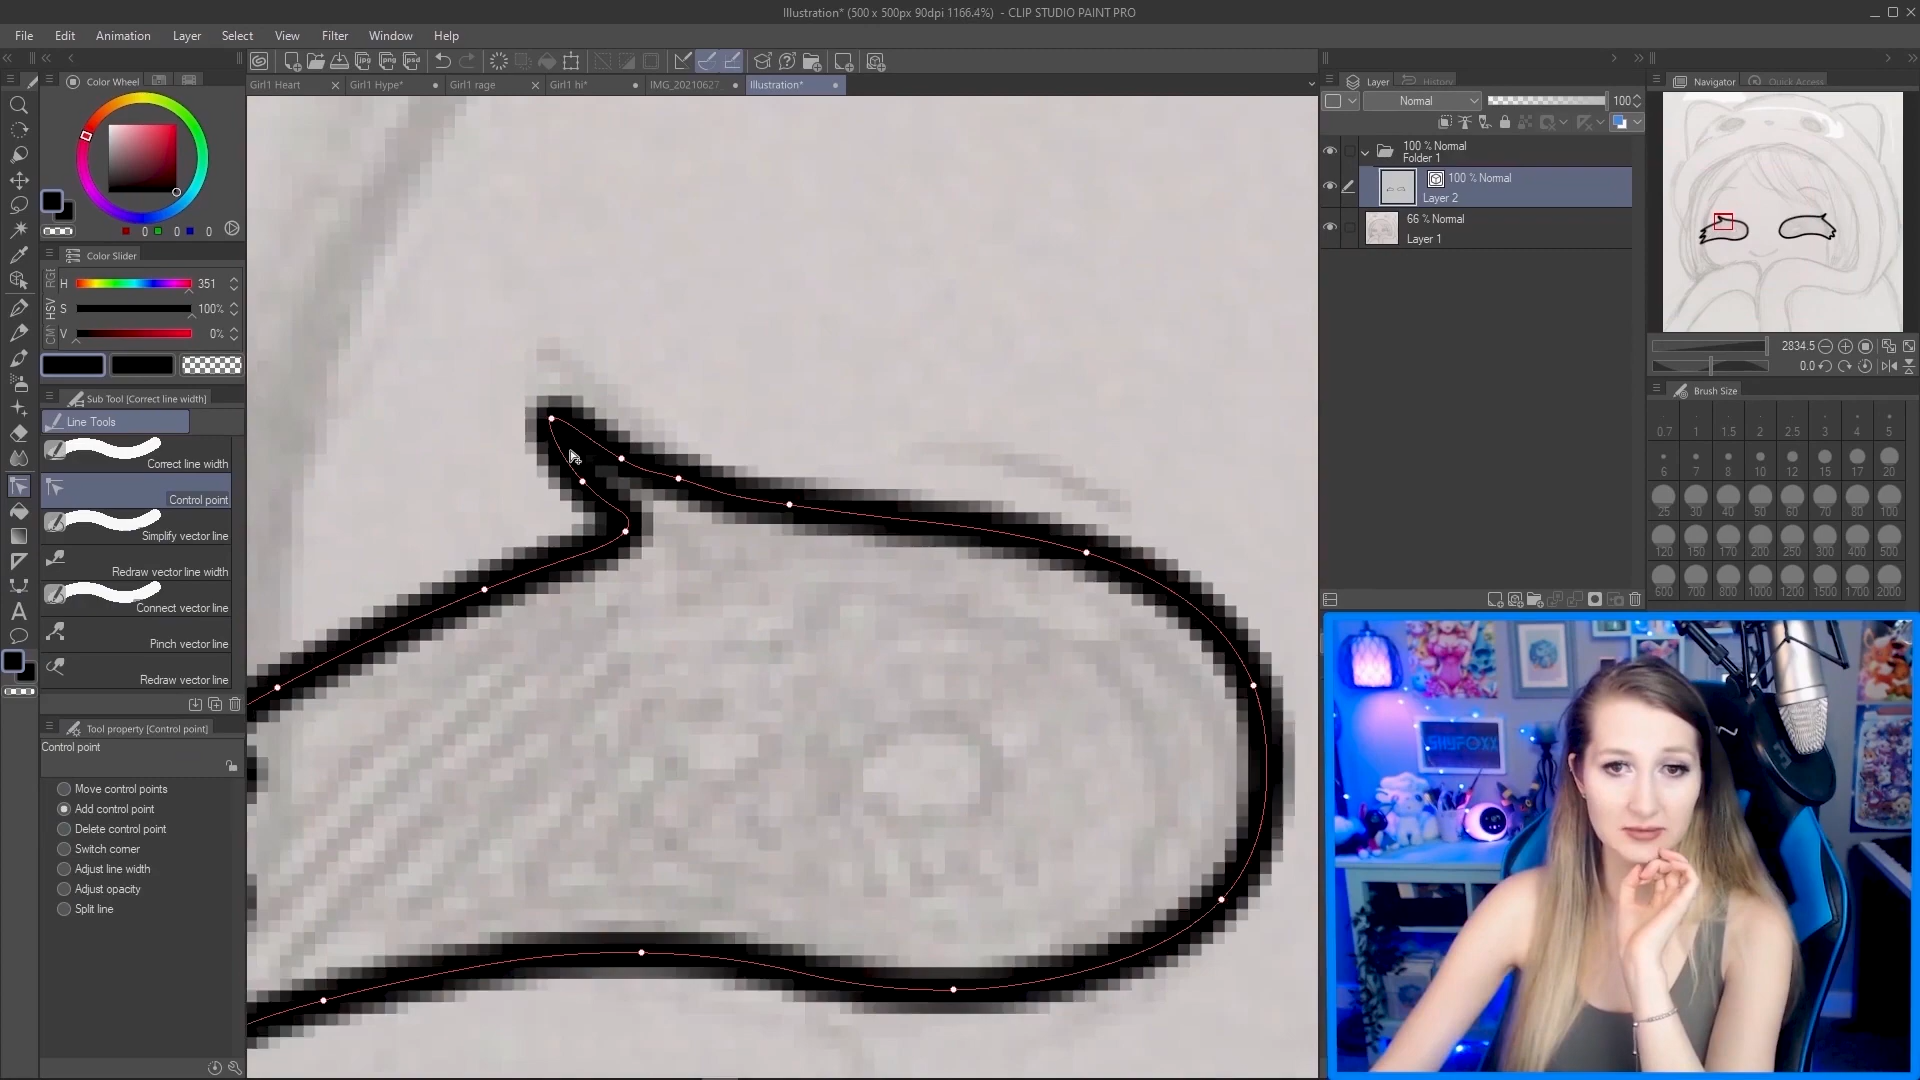 Illustration* (500 x 500px 90dpi 1166.4%) - CLIP STUDIO PAINT PRO
File Edit Animation Layer Select View Filter Window Help
Color Wheel
Girl1 Heart
Girl1 Hype*
Girl1 rage
Girl1 hi*
IMG_20210627
Illustration*
0 0 0
Color Slider
RGB
HSV
H 351
S 100%
V 0%
Sub Tool [Correct line width]
Line Tools
Correct line width
Control point
Simplify vector line
Redraw vector line width
Connect vector line
Pinch vector line
Redraw vector line
Tool property [Control point]
Control point
Move control points
Add control point
Delete control point
Switch corner
Adjust line width
Adjust opacity
Split line
Layer
History
Normal 100
100 % Normal
Folder 1
100 % Normal
Layer 2
66 % Normal
Layer 1
Navigator
Quick Access
2834.5
0.0
Brush Size
0.7 1 1.5 2 2.5 3 4 5
6 7 8 10 12 15 17 20
25 30 40 50 60 70 80 100
120 150 170 200 250 300 400 500
600 700 800 1000 1200 1500 1700 2000
SHYFOXX